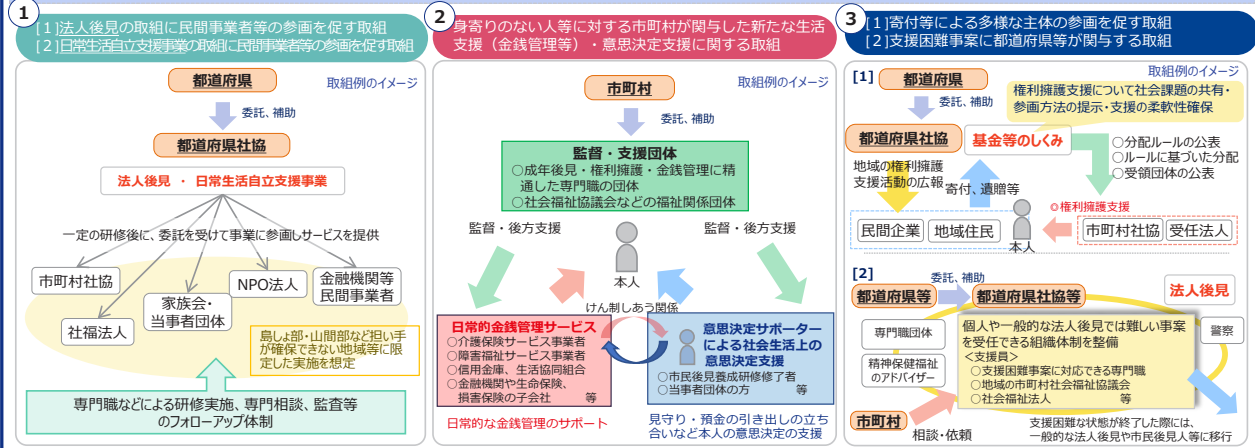 1
[1]法人後見の取組に民間事業者等の参画を促す取組
[2]日常生活自立支援事業の取組に民間事業者等の参画を促す取組
都道府県
取組例のイメージ
委託、補助
都道府県社協
法人後見 ・ 日常生活自立支援事業
一定の研修後に、委託を受けて事業に参画しサービスを提供
市町村社協
社福法人
家族会・
当事者団体
NPO法人
金融機関等
民間事業者
島しょ部・山間部など担い手
が確保できない地域等に限
定した実施を想定
専門職などによる研修実施、専門相談、監査等
のフォローアップ体制
2
身寄りのない人等に対する市町村が関与した新たな生活
支援（金銭管理等）・意思決定支援に関する取組
取組例のイメージ
市町村
委託、補助
監督・支援団体
○成年後見・権利擁護・金銭管理に精
通した専門職の団体
○社会福祉協議会などの福祉関係団体
監督・後方支援
監督・後方支援
本人
けん制しあう関係
日常的金銭管理サービス
○介護保険サービス事業者
○障害福祉サービス事業者
○信用金庫、生活協同組合
○金融機関や生命保険、
損害保険の子会社 等
日常的な金銭管理のサポート
意思決定サポーター
による社会生活上の
意思決定支援
○市民後見養成研修修了者
○当事者団体の方 等
見守り・預金の引き出しの立ち
合いなど本人の意思決定の支援
3
[1]寄付等による多様な主体の参画を促す取組
[2]支援困難事案に都道府県等が関与する取組
[1]
都道府県
取組例のイメージ
委託、補助
権利擁護支援について社会課題の共有・
参画方法の提示・支援の柔軟性確保
都道府県社協
基金等のしくみ
○分配ルールの公表
○ルールに基づいた分配
○受領団体の公表
地域の権利擁護
支援活動の広報
寄付、遺贈等
◎権利擁護支援
民間企業
地域住民
本人
市町村社協
受任法人
[2]
委託、補助
都道府県等
都道府県社協等
法人後見
専門職団体
精神保健福祉
のアドバイザー
個人や一般的な法人後見では難しい事案
を受任できる組織体制を整備
＜支援員＞
○支援困難事案に対応できる専門職
○地域の市町村社会福祉協議会
○社会福祉法人 等
警察
市町村
相談・依頼
支援困難な状態が終了した際には、
一般的な法人後見や市民後見人等に移行